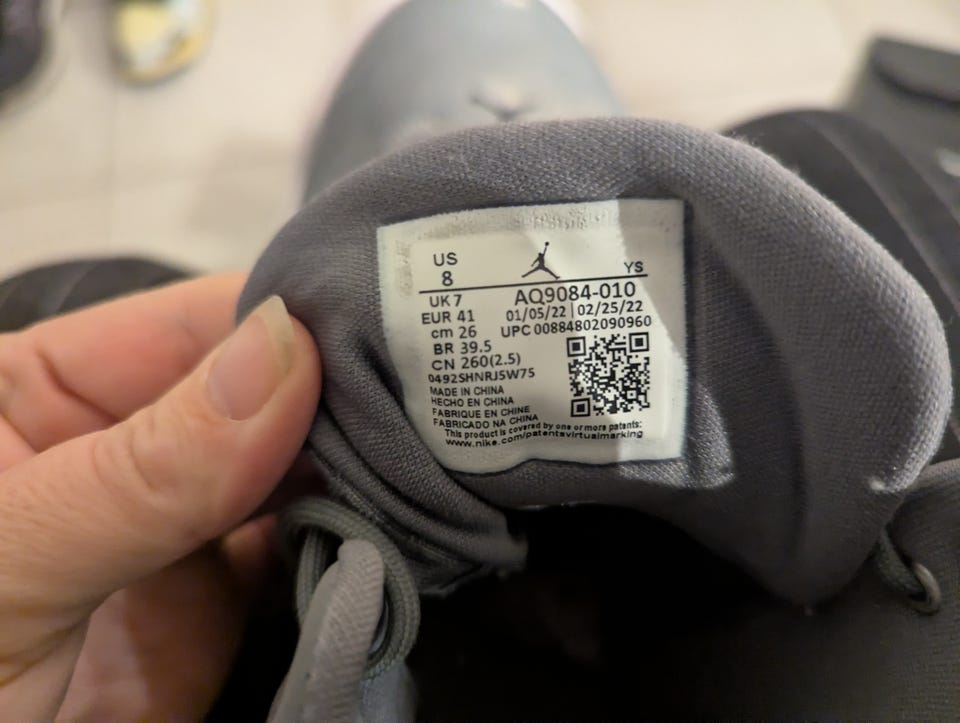 US
8
YS
UK 7
AQ9084-010
EUR 41
01/05/22 02/25/22
cm 26
UPC 00884802090960
BR 39.5
CN 260(2.5)
0492SHNRJ5W75
MADE IN CHINA
HECHO EN CHINA
FABRIQUE EN CHINE
FABRICADO NA CHINA
This product is covered by one or more patents:
www.nike.com/patentsvirtualmarking